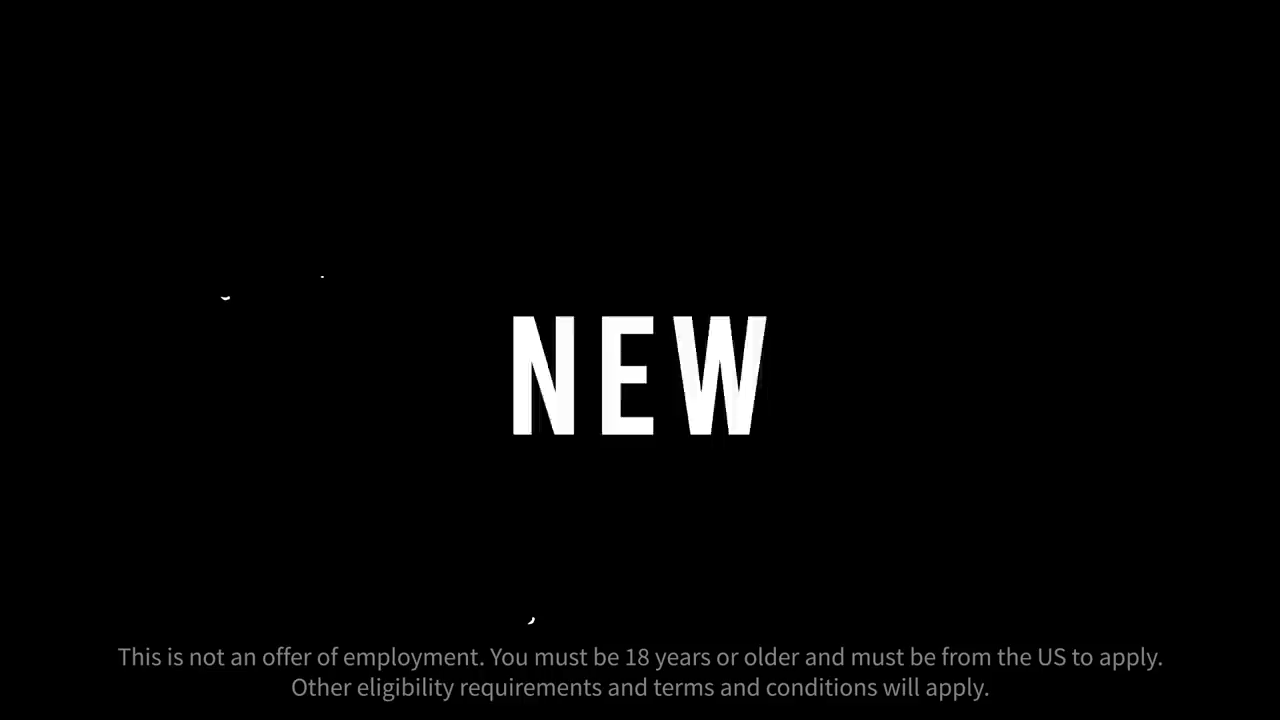 NEW
This is not an offer of employment. You must be 18 years or older and must be from the US to apply.
Other eligibility requirements and terms and conditions will apply.